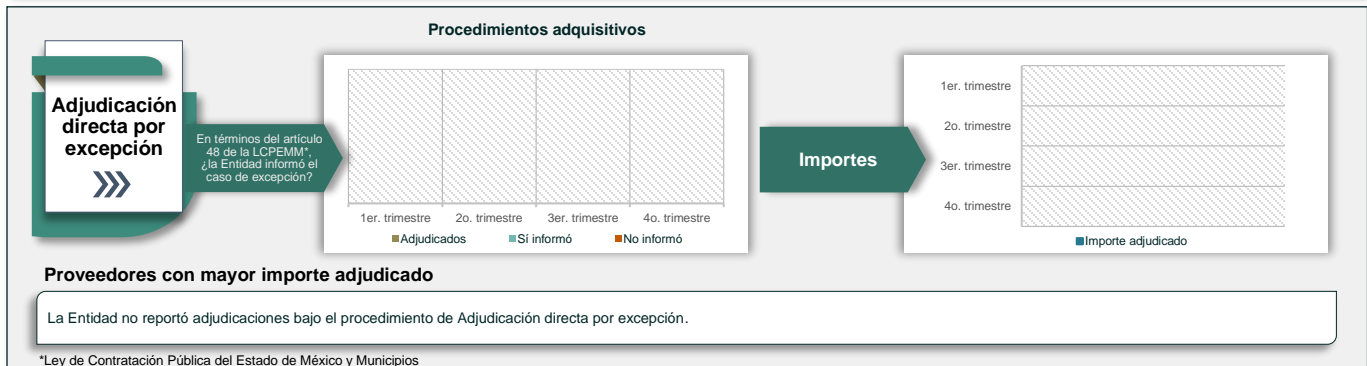 Procedimientos adquisitivos
Adjudicación
directa por
excepción
En términos del artículo
48 de la LCPEMM*,
¿la Entidad informó el
caso de excepción?
1er. trimestre 2o. trimestre 3er. trimestre 4o. trimestre
Adjudicados Sí informó No informó
Importes
1er. trimestre
2o. trimestre
3er. trimestre
4o. trimestre
Importe adjudicado
Proveedores con mayor importe adjudicado
La Entidad no reportó adjudicaciones bajo el procedimiento de Adjudicación directa por excepción.
*Ley de Contratación Pública del Estado de México y Municipios